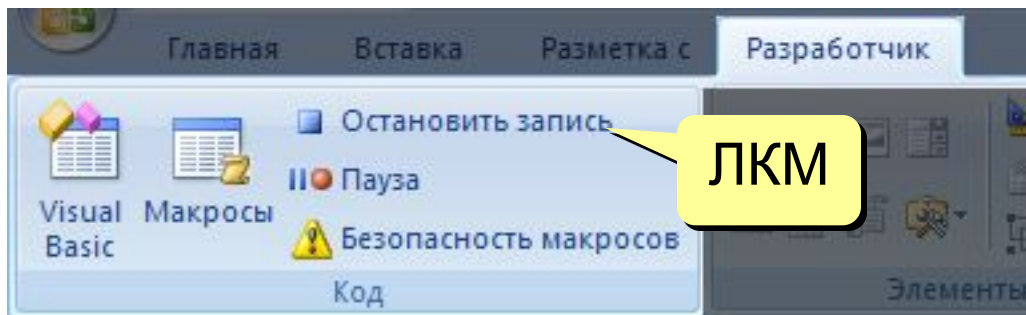 Главная Вставка Разметка с Разработчик
Остановить запись
ЛКМ
Пауза
Visual Basic
Макросы
Безопасность макросов
Код
Элементы